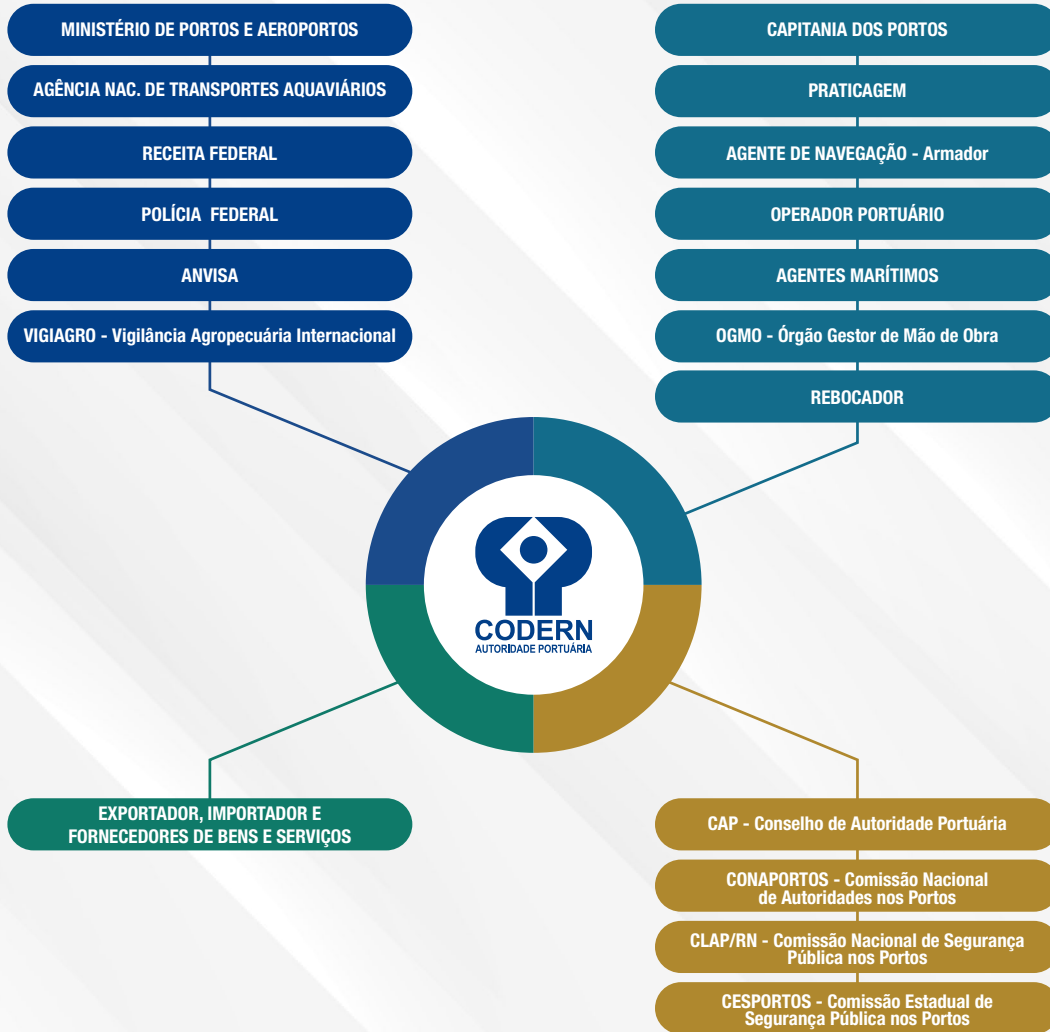 MINISTÉRIO DE PORTOS E AEROPORTOS
AGÊNCIA NAC. DE TRANSPORTES AQUAVIÁRIOS
RECEITA FEDERAL
POLÍCIA FEDERAL
ANVISA
VIGIAGRO - Vigilância Agropecuária Internacional
CAPITANIA DOS PORTOS
PRATICAGEM
AGENTE DE NAVEGAÇÃO - Armador
OPERADOR PORTUÁRIO
AGENTES MARÍTIMOS
OGMO - Órgão Gestor de Mão de Obra
REBOCADOR
CODERN
AUTORIDADE PORTUÁRIA
EXPORTADOR, IMPORTADOR E
FORNECEDORES DE BENS E SERVIÇOS
CAP - Conselho de Autoridade Portuária
CONAPORTOS - Comissão Nacional
de Autoridades nos Portos
CLAP/RN - Comissão Nacional de Segurança
Pública nos Portos
CESPORTOS - Comissão Estadual de
Segurança Pública nos Portos